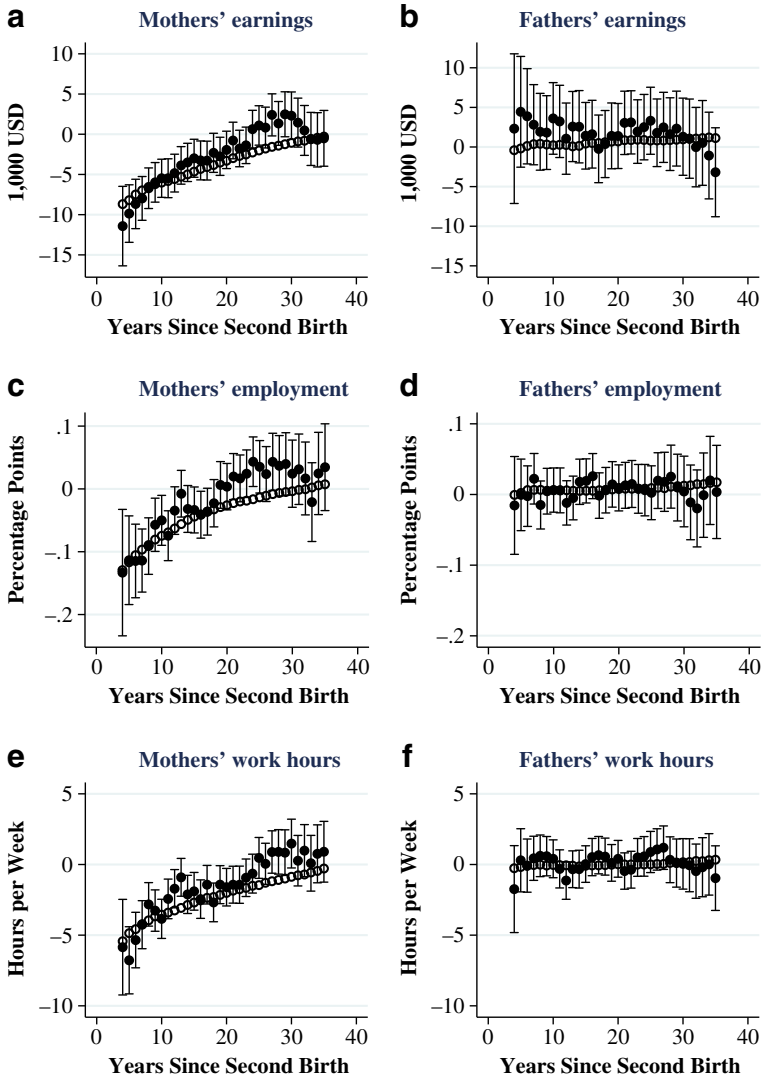 a
Mothers’ earnings
1,000 USD
10
5
0
−5
−10
−15
0 10 20 30 40
Years Since Second Birth
b
Fathers’ earnings
1,000 USD
10
5
0
−5
−10
−15
0 10 20 30 40
Years Since Second Birth
c
Mothers’ employment
Percentage Points
.1
0
−.1
−.2
0 10 20 30 40
Years Since Second Birth
d
Fathers’ employment
Percentage Points
.1
0
−.1
−.2
0 10 20 30 40
Years Since Second Birth
e
Mothers’ work hours
Hours per Week
5
0
−5
−10
0 10 20 30 40
Years Since Second Birth
f
Fathers’ work hours
Hours per Week
5
0
−5
−10
0 10 20 30 40
Years Since Second Birth